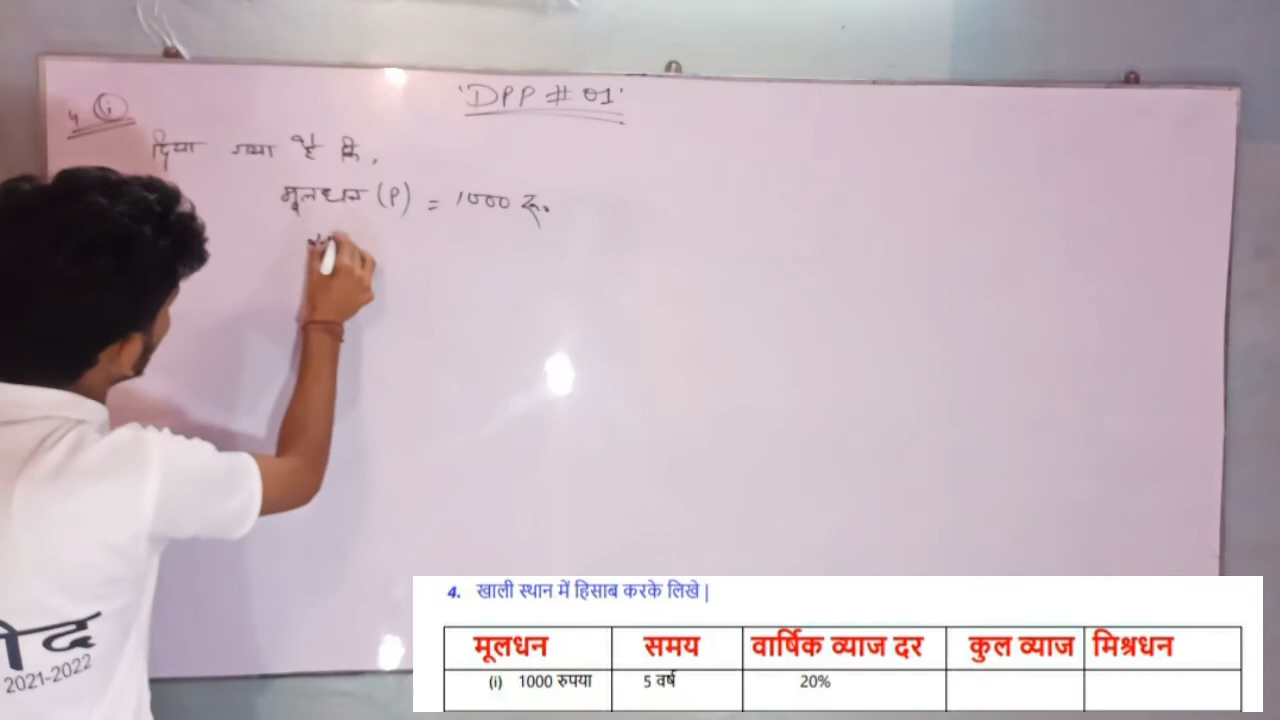 'DPP # 01'
4 (i)
दिया गया है कि,
मूलधन (P) = 1000 रू.
2021-2022
4. खाली स्थान में हिसाब करके लिखे |
मूलधन समय वार्षिक व्याज दर कुल व्याज मिश्रधन
(i) 1000 रुपया 5 वर्ष 20%